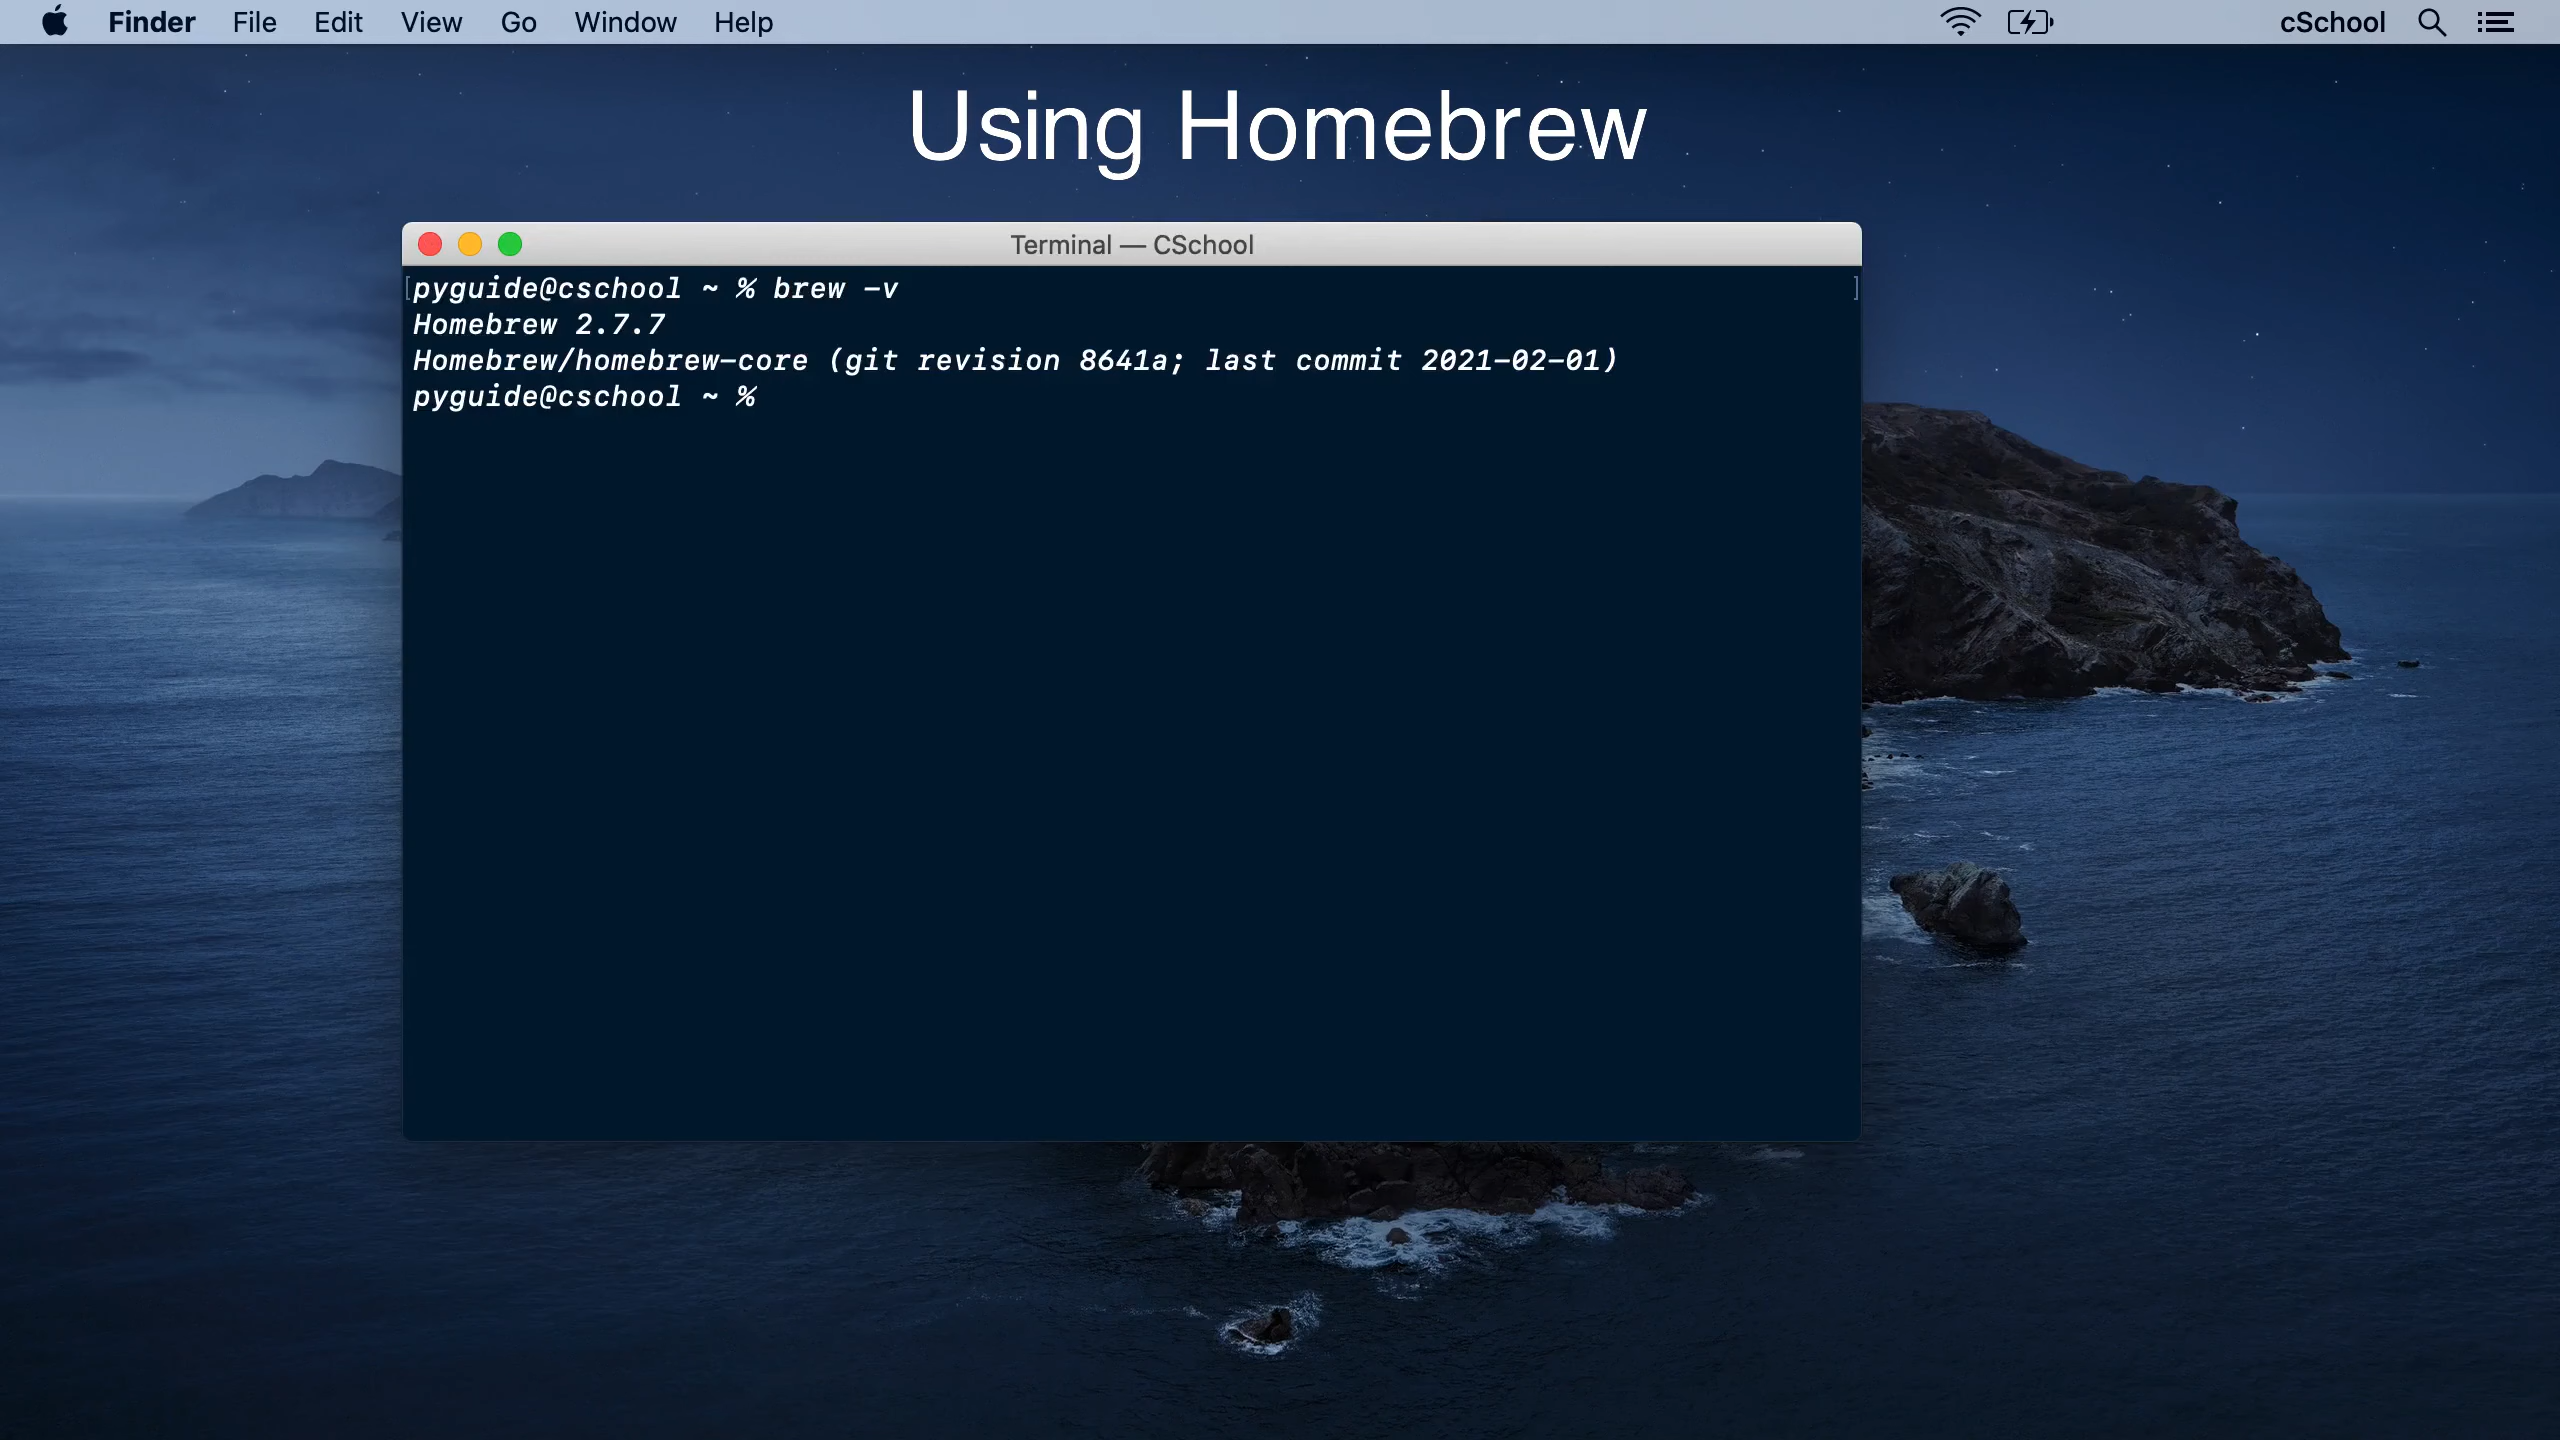 Finder File Edit View Go Window Help cSchool
Using Homebrew
Terminal — CSchool
[pyguide@cschool ~ % brew -v ]
Homebrew 2.7.7
Homebrew/homebrew-core (git revision 8641a; last commit 2021-02-01)
pyguide@cschool ~ %